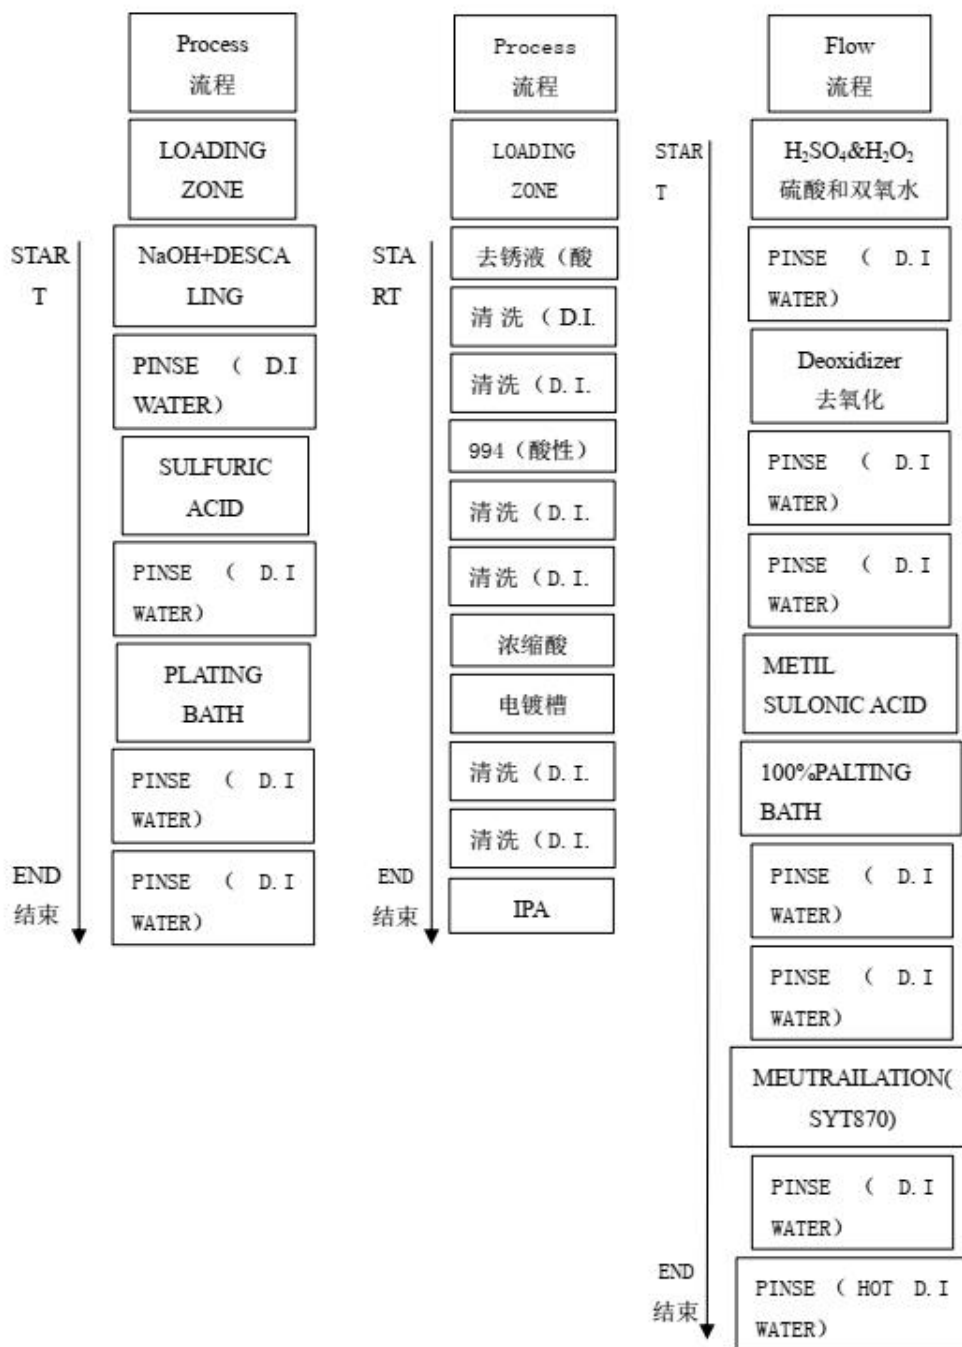 Process
流程
LOADING
ZONE
STAR
T
NaOH+DESCA
LING
PINSE ( D.I
WATER）
SULFURIC
ACID
PINSE ( D.I
WATER）
PLATING
BATH
PINSE ( D.I
WATER）
END
结束
PINSE ( D.I
WATER）
Process
流程
LOADING
ZONE
STA
RT
去锈液（酸
清洗（D.I.
清洗（D.I.
994（酸性）
清洗（D.I.
清洗（D.I.
浓缩酸
电镀槽
清洗（D.I.
清洗（D.I.
END
结束
IPA
Flow
流程
STAR
T
H₂SO₄&H₂O₂
硫酸和双氧水
PINSE （ D.I
WATER）
Deoxidizer
去氧化
PINSE （ D.I
WATER）
PINSE （ D.I
WATER）
METIL
SULONIC ACID
100%PALTING
BATH
PINSE （ D.I
WATER）
PINSE （ D.I
WATER）
MEUTRAILATION(
SYT870)
PINSE （ D.I
WATER）
END
结束
PINSE（ HOT D.I
WATER）